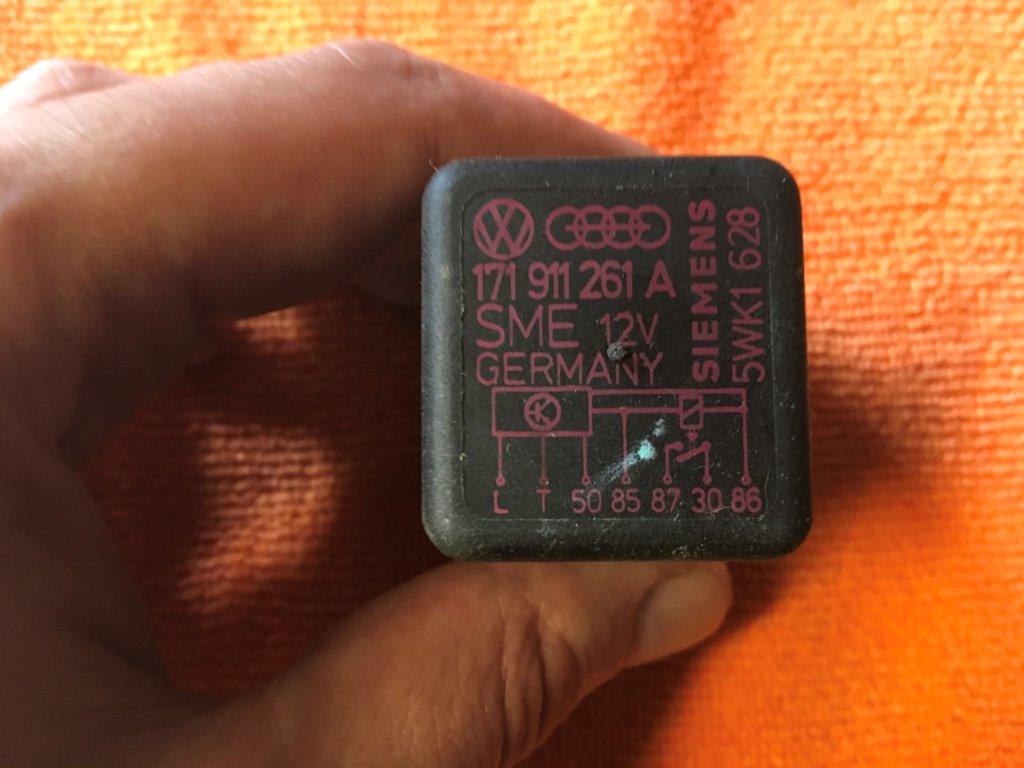 171 911 261 A
SME 12V
GERMANY
SIEMENS
5WK1 628
K
L T 50 85 87 30 86